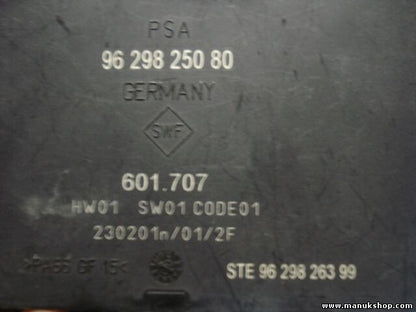 PSA
96 298 250 80
GERMANY
SWF
601.707
HW01 SW01 CODE01
230201n/01/2F
>PA66 GF 15<
STE 96 298 263 99
www.manukshop.com